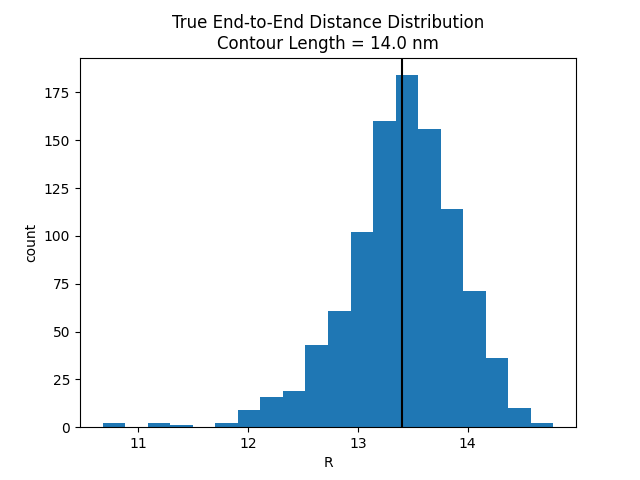 True End-to-End Distance Distribution
Contour Length = 14.0 nm
175
150
125
100
75
50
25
0
count
11 12 13 14
R